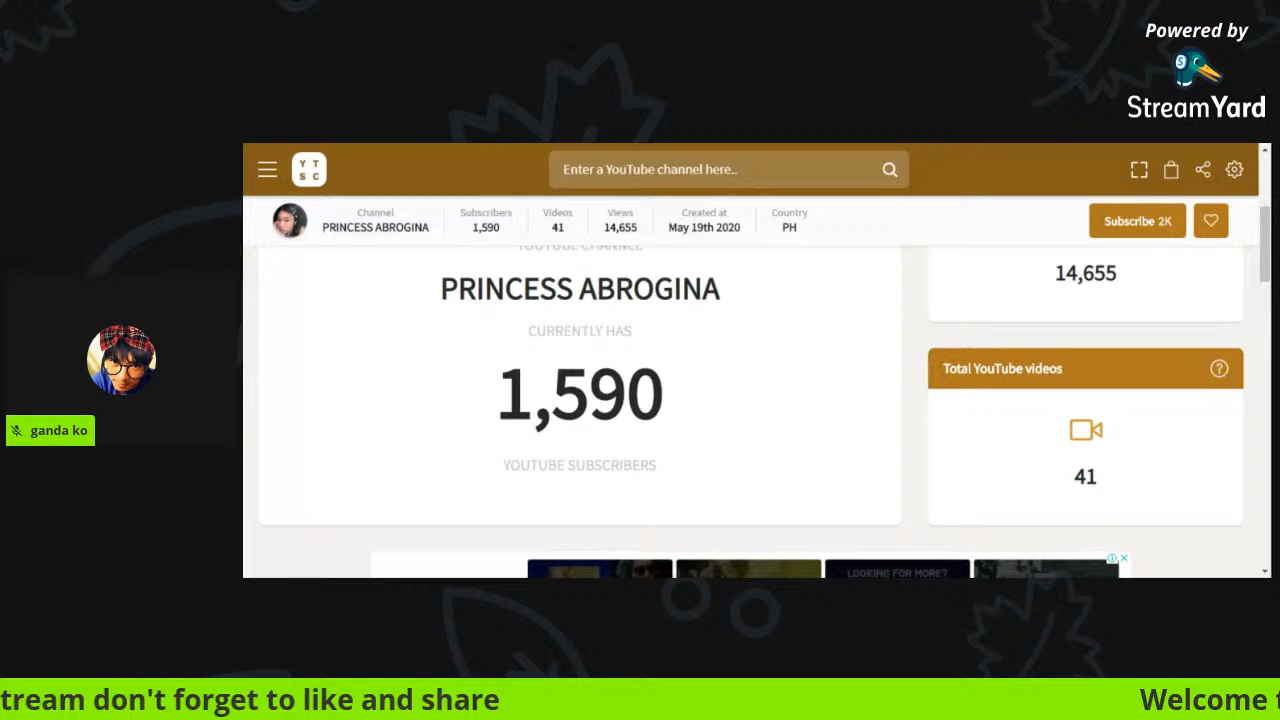 Powered by
StreamYard
Y T
S C
Enter a YouTube channel here..
Channel
PRINCESS ABROGINA
Subscribers
1,590
Videos
41
Views
14,655
Created at
May 19th 2020
Country
PH
Subscribe 2K
YOUTUBE CHANNEL
PRINCESS ABROGINA
CURRENTLY HAS
1,590
YOUTUBE SUBSCRIBERS
14,655
Total YouTube videos
?
41
LOOKING FOR MORE?
ganda ko
tream don't forget to like and share
Welcome t